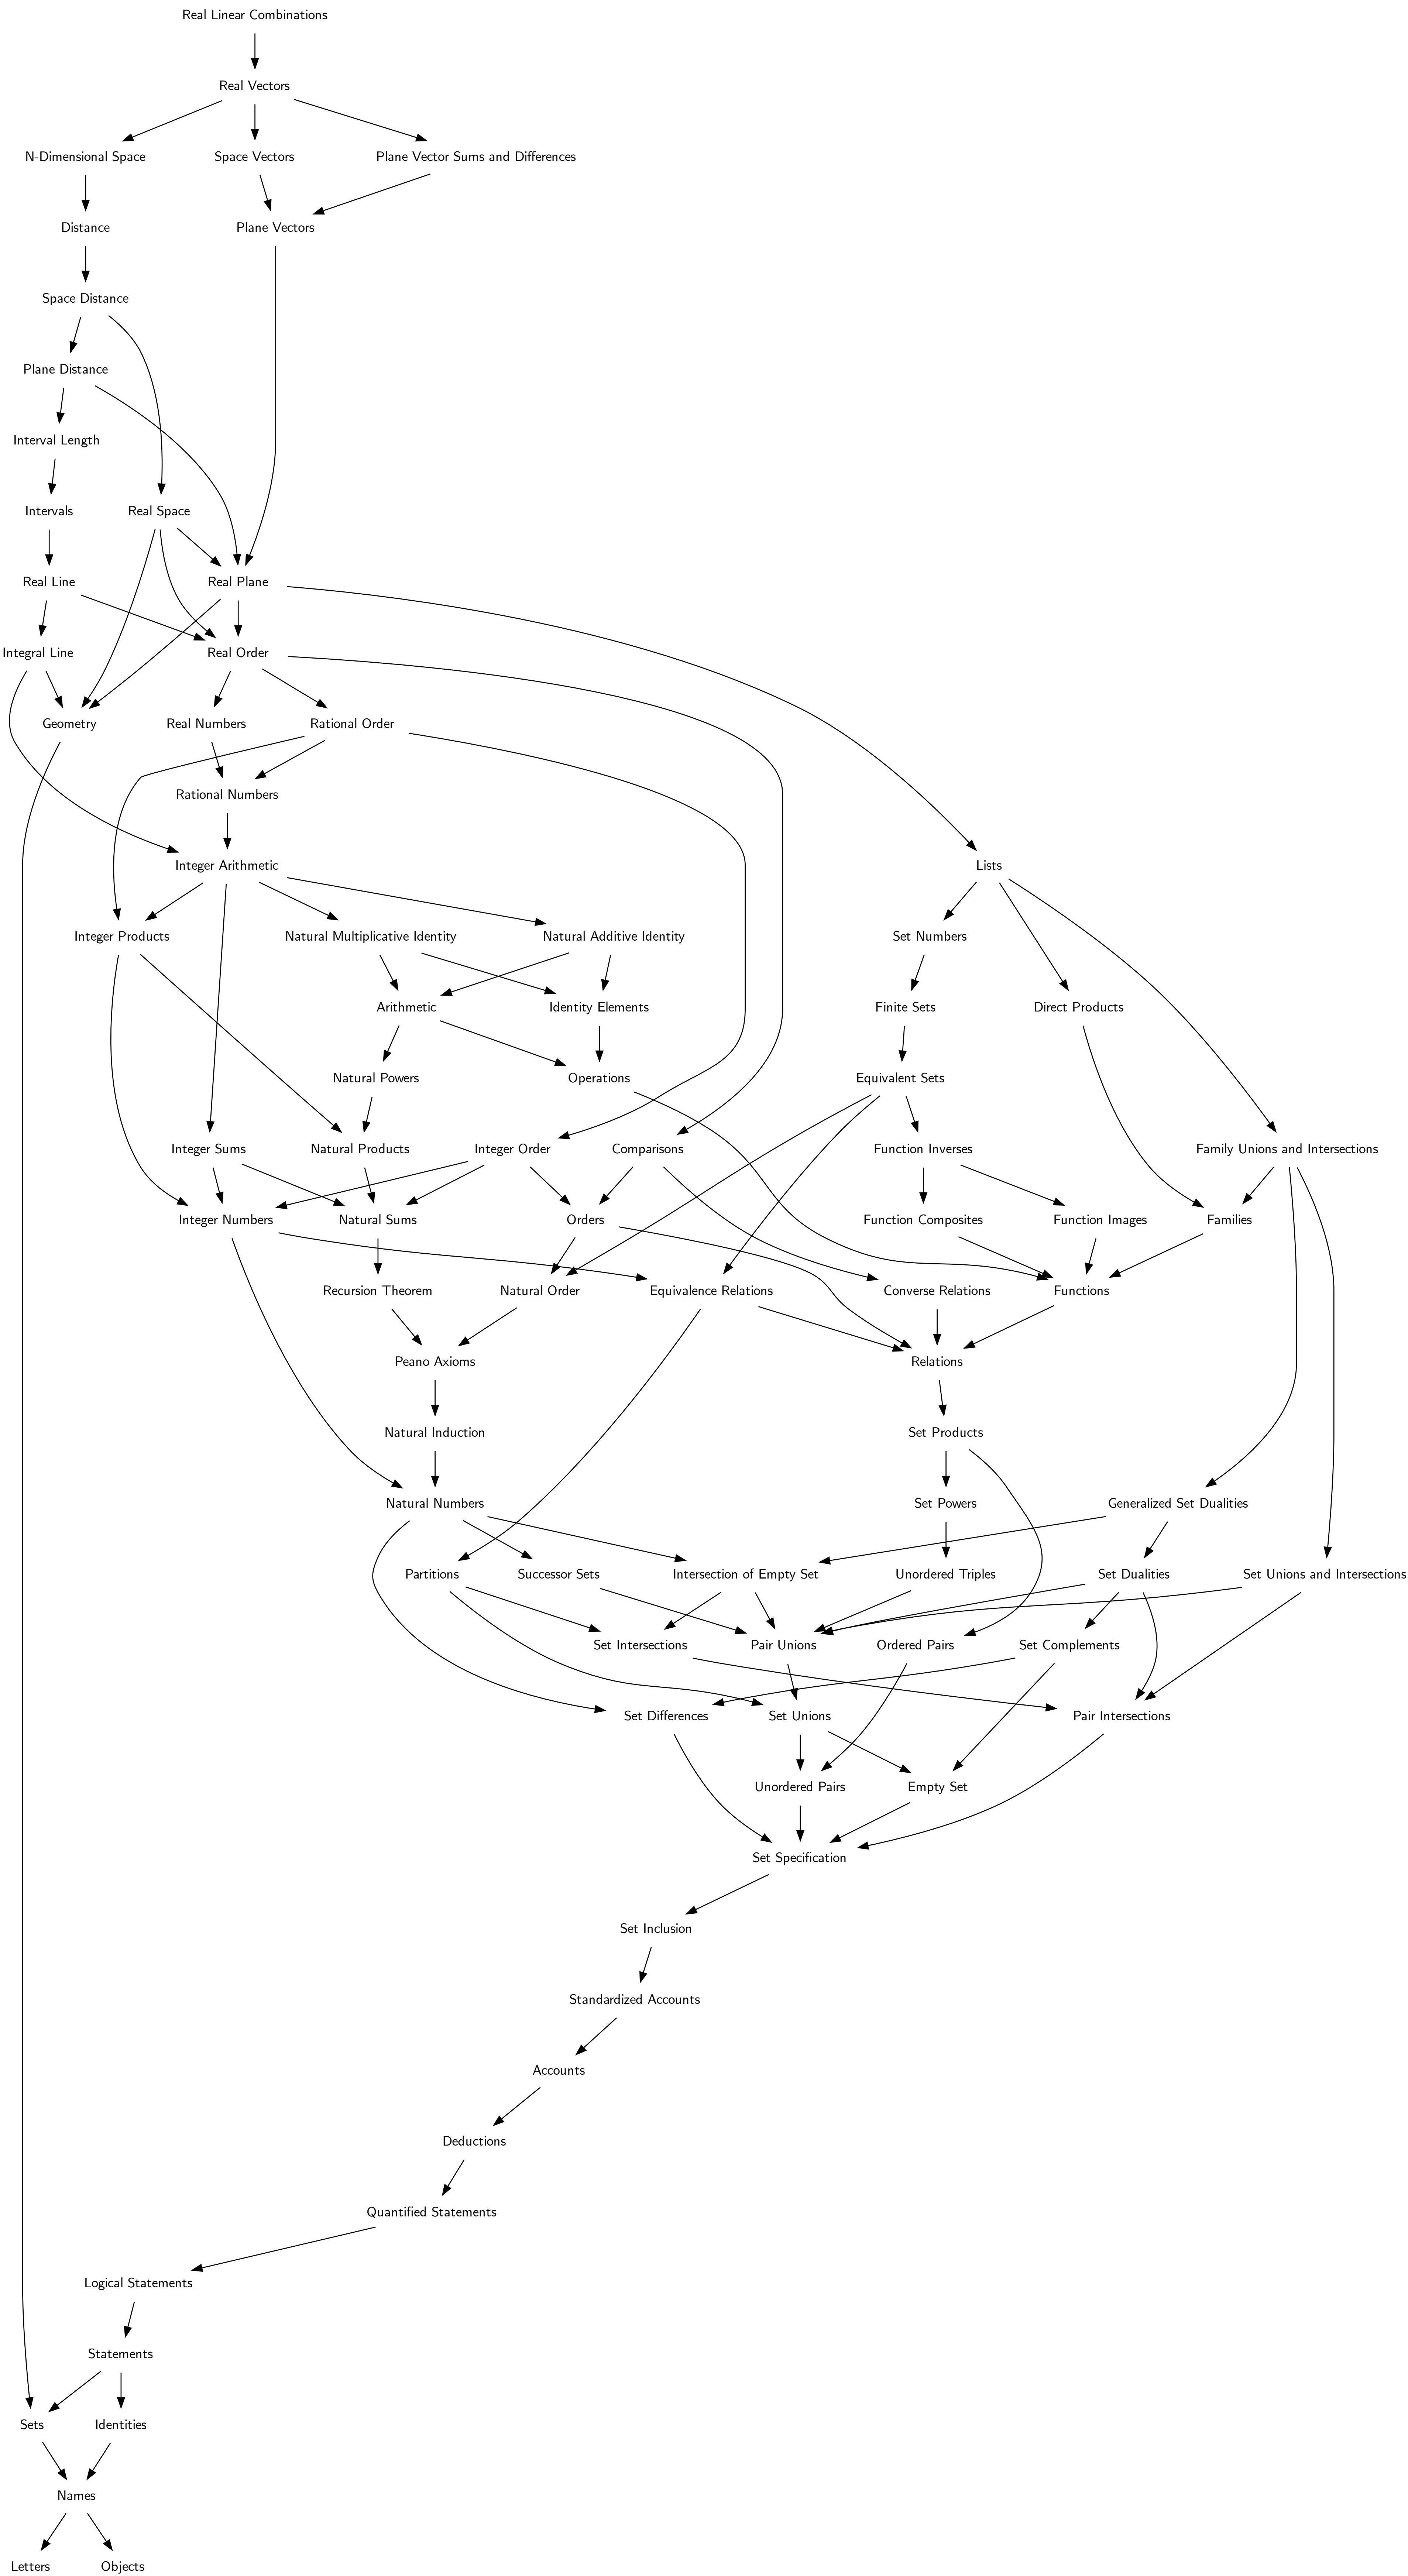 Real Linear Combinations
Real Vectors
N-Dimensional Space
Space Vectors
Plane Vector Sums and Differences
Distance
Plane Vectors
Space Distance
Plane Distance
Interval Length
Intervals
Real Space
Real Line
Real Plane
Integral Line
Real Order
Geometry
Real Numbers
Rational Order
Rational Numbers
Integer Arithmetic
Lists
Integer Products
Natural Multiplicative Identity
Natural Additive Identity
Set Numbers
Arithmetic
Identity Elements
Finite Sets
Direct Products
Natural Powers
Operations
Equivalent Sets
Integer Sums
Natural Products
Integer Order
Comparisons
Function Inverses
Family Unions and Intersections
Integer Numbers
Natural Sums
Orders
Function Composites
Function Images
Families
Recursion Theorem
Natural Order
Equivalence Relations
Converse Relations
Functions
Peano Axioms
Relations
Natural Induction
Set Products
Natural Numbers
Set Powers
Generalized Set Dualities
Partitions
Successor Sets
Intersection of Empty Set
Unordered Triples
Set Dualities
Set Unions and Intersections
Set Intersections
Pair Unions
Ordered Pairs
Set Complements
Set Differences
Set Unions
Pair Intersections
Unordered Pairs
Empty Set
Set Specification
Set Inclusion
Standardized Accounts
Accounts
Deductions
Quantified Statements
Logical Statements
Statements
Sets
Identities
Names
Letters
Objects